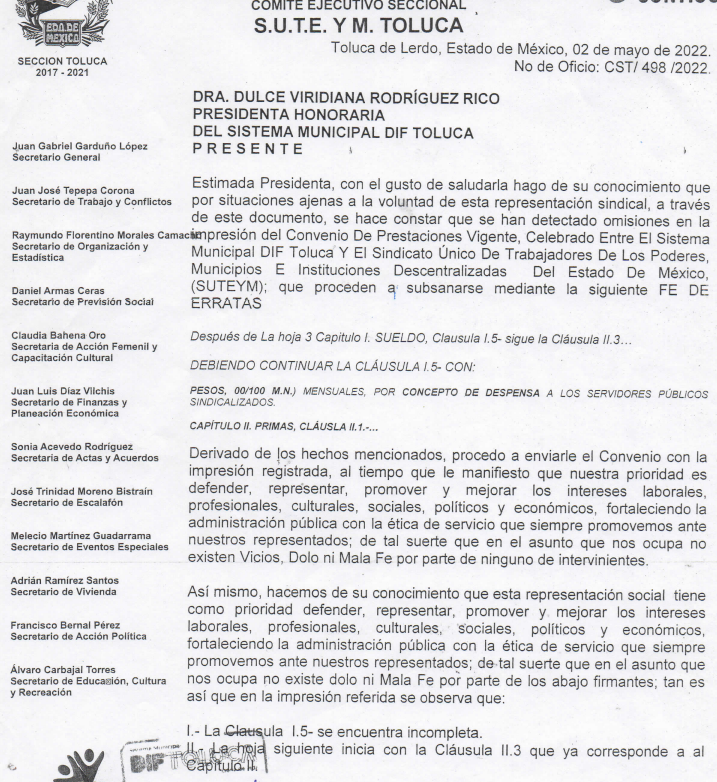 COMITÉ EJECUTIVO SECCIONAL
S.U.T.E. Y M. TOLUCA
EDO. DE
MEXICO
SECCION TOLUCA
2017 - 2021
Toluca de Lerdo, Estado de México, 02 de mayo de 2022.
No de Oficio: CST/ 498 /2022.
DRA. DULCE VIRIDIANA RODRÍGUEZ RICO
PRESIDENTA HONORARIA
DEL SISTEMA MUNICIPAL DIF TOLUCA
P R E S E N T E
Juan Gabriel Garduño López
Secretario General
Juan José Tepepa Corona
Secretario de Trabajo y Conflictos
Raymundo Florentino Morales Camacho
Secretario de Organización y
Estadística
Daniel Armas Ceras
Secretario de Previsión Social
Claudia Bahena Oro
Secretaria de Acción Femenil y
Capacitación Cultural
Juan Luis Díaz Vilchis
Secretario de Finanzas y
Planeación Económica
Sonia Acevedo Rodríguez
Secretaria de Actas y Acuerdos
José Trinidad Moreno Bistraín
Secretario de Escalafón
Melecio Martínez Guadarrama
Secretario de Eventos Especiales
Adrián Ramírez Santos
Secretario de Vivienda
Francisco Bernal Pérez
Secretario de Acción Política
Álvaro Carbajal Torres
Secretario de Educación, Cultura
y Recreación
Estimada Presidenta, con el gusto de saludarla hago de su conocimiento que
por situaciones ajenas a la voluntad de esta representación sindical, a través
de este documento, se hace constar que se han detectado omisiones en la
impresión del Convenio De Prestaciones Vigente, Celebrado Entre El Sistema
Municipal DIF Toluca Y El Sindicato Único De Trabajadores De Los Poderes,
Municipios E Instituciones Descentralizadas Del Estado De México,
(SUTEYM); que proceden a subsanarse mediante la siguiente FE DE
ERRATAS
Después de La hoja 3 Capitulo I. SUELDO, Clausula I.5- sigue la Cláusula II.3…
DEBIENDO CONTINUAR LA CLÁUSULA I.5- CON:
PESOS, 00/100 M.N.) MENSUALES, POR CONCEPTO DE DESPENSA A LOS SERVIDORES PÚBLICOS
SINDICALIZADOS.
CAPÍTULO II. PRIMAS, CLÁUSLA II.1.-…
Derivado de los hechos mencionados, procedo a enviarle el Convenio con la
impresión registrada, al tiempo que le manifiesto que nuestra prioridad es
defender, representar, promover y mejorar los intereses laborales,
profesionales, culturales, sociales, políticos y económicos, fortaleciendo la
administración pública con la ética de servicio que siempre promovemos ante
nuestros representados; de tal suerte que en el asunto que nos ocupa no
existen Vicios, Dolo ni Mala Fe por parte de ninguno de intervinientes.
Así mismo, hacemos de su conocimiento que esta representación social tiene
como prioridad defender, representar, promover y mejorar los intereses
laborales, profesionales, culturales, sociales, políticos y económicos,
fortaleciendo la administración pública con la ética de servicio que siempre
promovemos ante nuestros representados; de tal suerte que en el asunto que
nos ocupa no existe dolo ni Mala Fe por parte de los abajo firmantes; tan es
así que en la impresión referida se observa que:
I.- La Clausula I.5- se encuentra incompleta.
II.- La hoja siguiente inicia con la Cláusula II.3 que ya corresponde a al
Capítulo II.
DIF TOLUCA